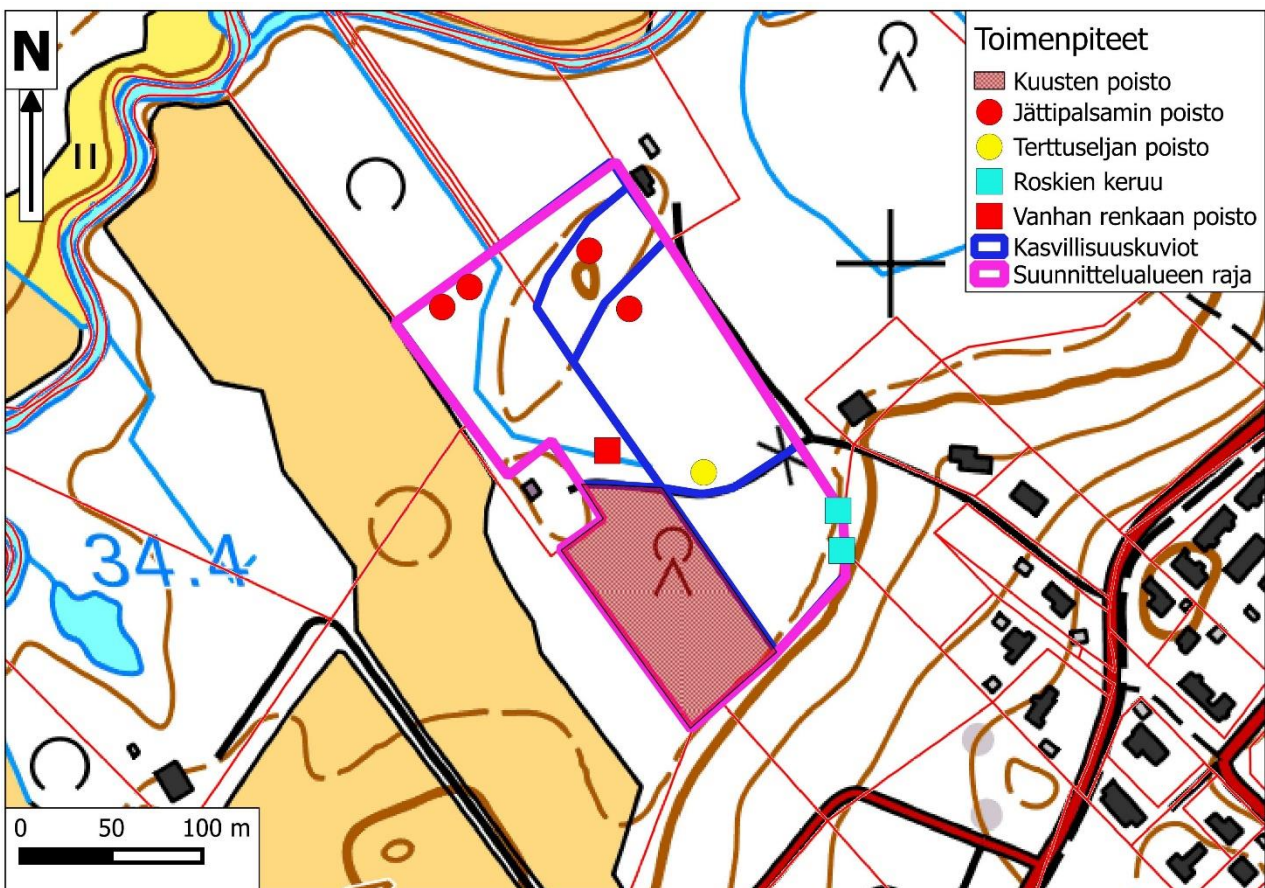 N
Toimenpiteet
Kuusten poisto
Jättipalsamin poisto
Terttuseljan poisto
Roskien keruu
Vanhan renkaan poisto
Kasvillisuuskuviot
Suunnittelualueen raja
34.4
0 50 100 m